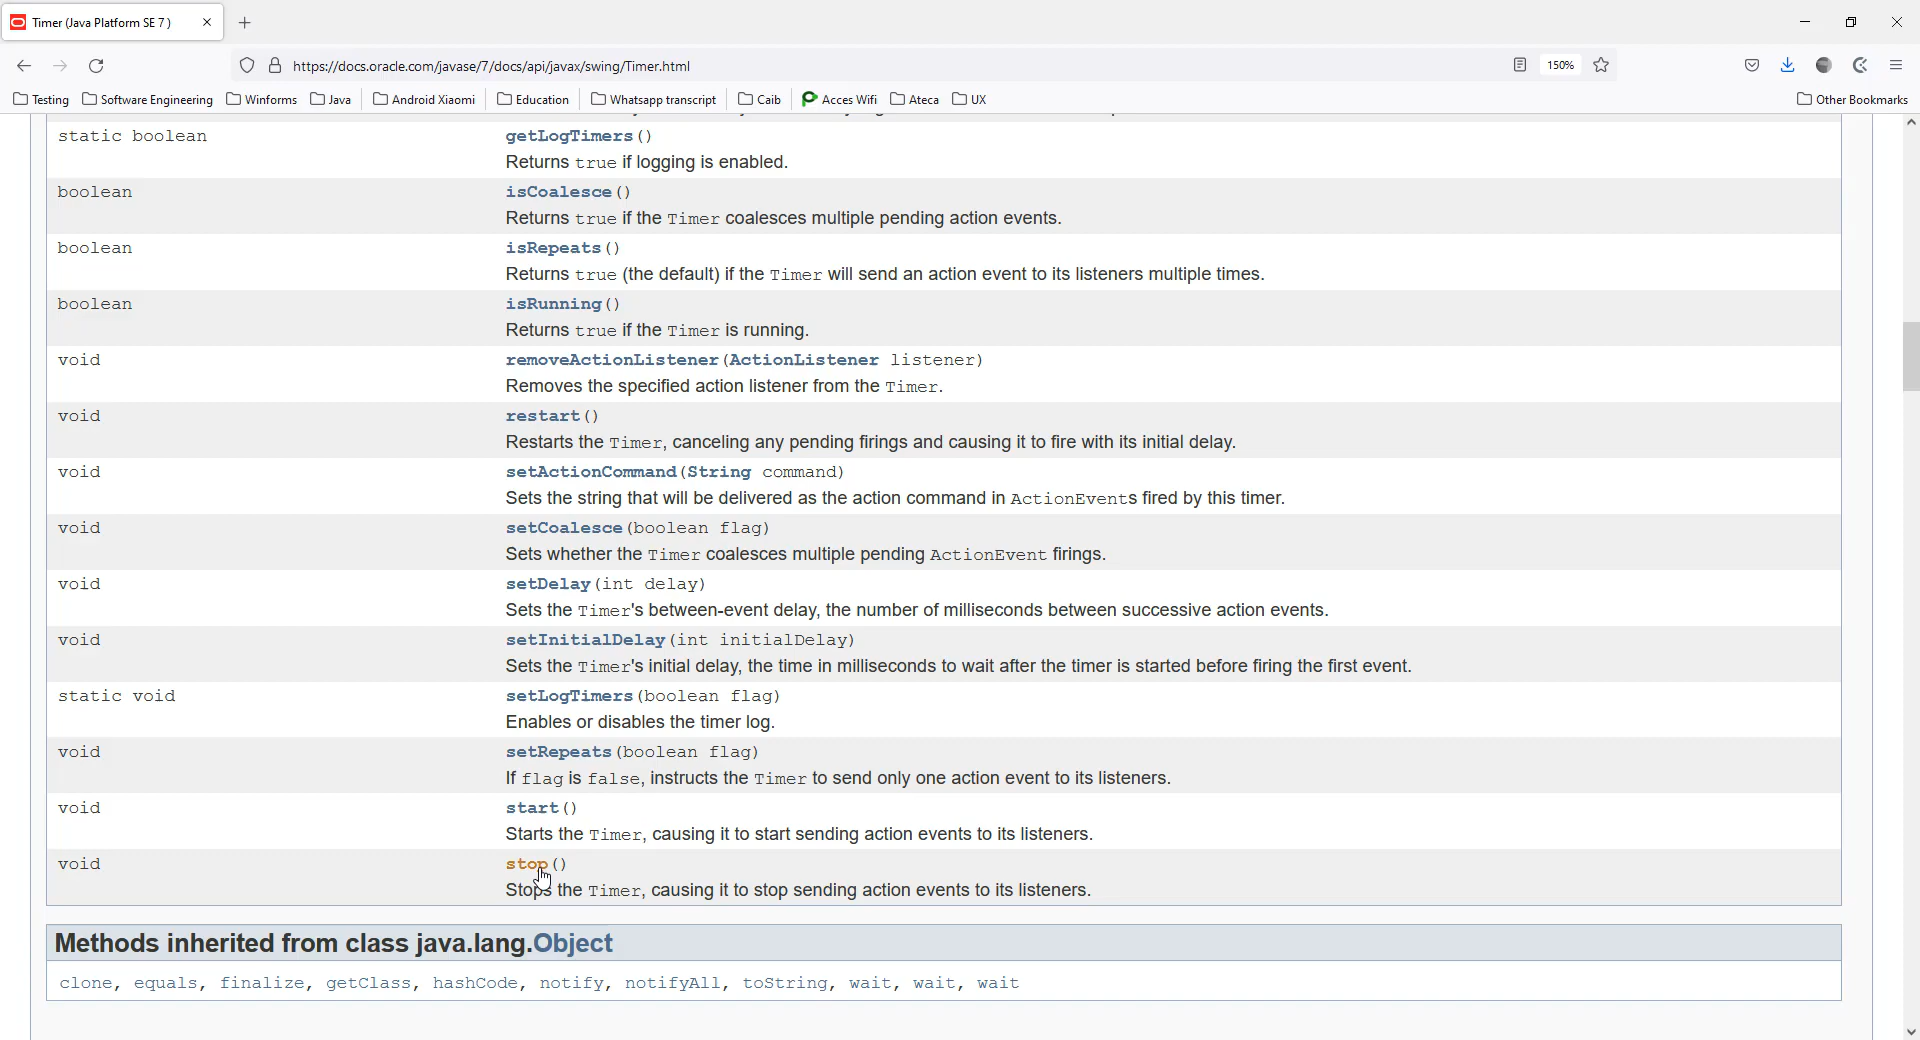 Timer (Java Platform SE 7 )
https://docs.oracle.com/javase/7/docs/api/javax/swing/Timer.html
150%
Testing Software Engineering Winforms Java Android Xiaomi Education Whatsapp transcript Caib Acces Wifi Ateca UX Other Bookmarks
static boolean getLogTimers()
Returns true if logging is enabled.
boolean isCoalesce()
Returns true if the Timer coalesces multiple pending action events.
boolean isRepeats()
Returns true (the default) if the Timer will send an action event to its listeners multiple times.
boolean isRunning()
Returns true if the Timer is running.
void removeActionListener(ActionListener listener)
Removes the specified action listener from the Timer.
void restart()
Restarts the Timer, canceling any pending firings and causing it to fire with its initial delay.
void setActionCommand(String command)
Sets the string that will be delivered as the action command in ActionEvents fired by this timer.
void setCoalesce(boolean flag)
Sets whether the Timer coalesces multiple pending ActionEvent firings.
void setDelay(int delay)
Sets the Timer's between-event delay, the number of milliseconds between successive action events.
void setInitialDelay(int initialDelay)
Sets the Timer's initial delay, the time in milliseconds to wait after the timer is started before firing the first event.
static void setLogTimers(boolean flag)
Enables or disables the timer log.
void setRepeats(boolean flag)
If flag is false, instructs the Timer to send only one action event to its listeners.
void start()
Starts the Timer, causing it to start sending action events to its listeners.
void stop()
Stops the Timer, causing it to stop sending action events to its listeners.
Methods inherited from class java.lang.Object
clone, equals, finalize, getClass, hashCode, notify, notifyAll, toString, wait, wait, wait